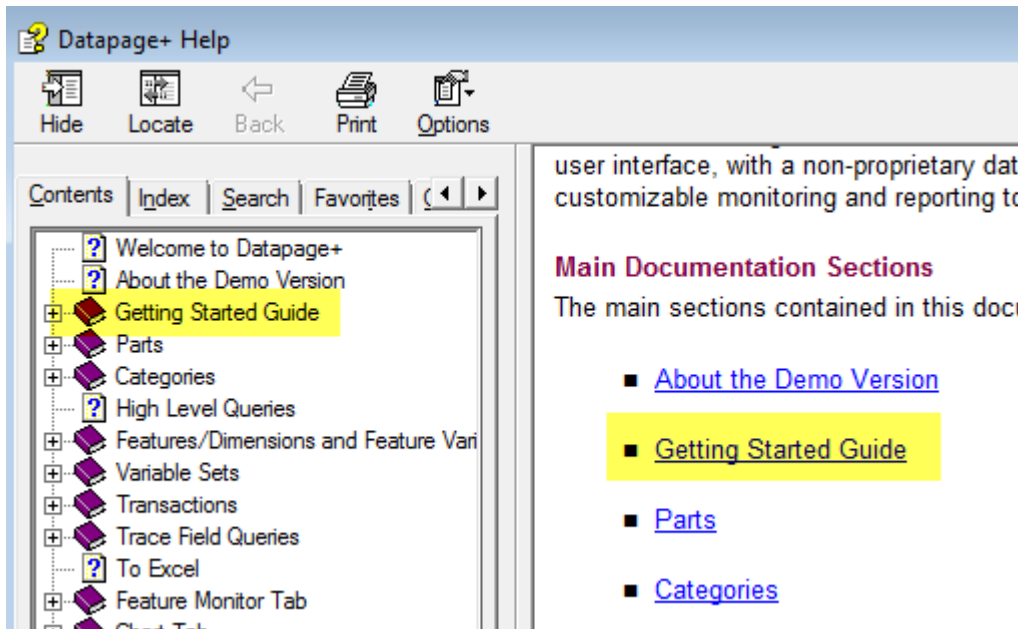 Datapage+ Help
Hide Locate Back Print Options
Contents Index Search Favorites
Welcome to Datapage+
About the Demo Version
Getting Started Guide
Parts
Categories
High Level Queries
Features/Dimensions and Feature Vari
Variable Sets
Transactions
Trace Field Queries
To Excel
Feature Monitor Tab
Chart Tab
user interface, with a non-proprietary dat
customizable monitoring and reporting to
Main Documentation Sections
The main sections contained in this docu
About the Demo Version
Getting Started Guide
Parts
Categories